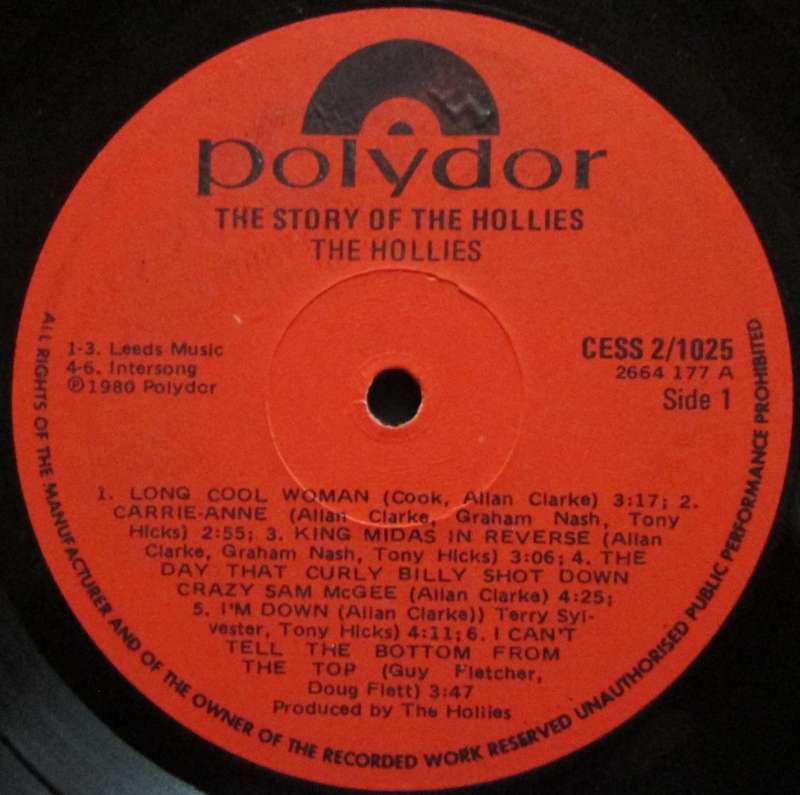 polydor
THE STORY OF THE HOLLIES
THE HOLLIES
1-3. Leeds Music
4-6. Intersong
℗1980 Polydor
CESS 2/1025
2664 177 A
Side 1
1. LONG COOL WOMAN (Cook, Allan Clarke) 3:17; 2.
CARRIE-ANNE (Allan Clarke, Graham Nash, Tony
Hicks) 2:55; 3. KING MIDAS IN REVERSE (Allan
Clarke, Graham Nash, Tony Hicks) 3:06; 4. THE
DAY THAT CURLY BILLY SHOT DOWN
CRAZY SAM McGEE (Allan Clarke) 4:25;
5. I'M DOWN (Allan Clarke)) Terry Syl-
vester, Tony Hicks) 4:11; 6. I CAN'T
TELL THE BOTTOM FROM
THE TOP (Guy Fletcher,
Doug Flett) 3:47
Produced by The Hollies
ALL RIGHTS OF THE MANUFACTURER AND OF THE OWNER OF THE RECORDED WORK RESERVED UNAUTHORISED PUBLIC PERFORMANCE PROHIBITED